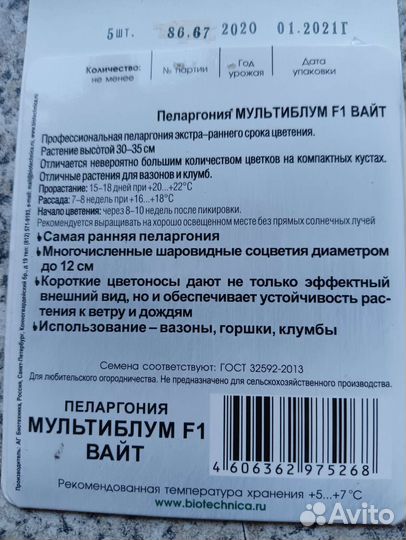 5шт. 86.67 2020 01.2021г
Количество: не менее
№ партии
Год урожая
Дата упаковки
Пеларгония МУЛЬТИБЛУМ F1 ВАЙТ
Профессиональная пеларгония экстра-раннего срока цветения.
Растение высотой 30–35 см
Отличается невероятно большим количеством цветков на компактных кустах.
Отличные растения для вазонов и клумб.
Прорастание: 15–18 дней при +20...+22°С
Рассада: 7–8 недель при +16...+18°С
Начало цветения: через 8–10 недель после пикировки.
Рекомендуется выращивать на хорошо освещенном месте без прямых солнечных лучей
Самая ранняя пеларгония
Многочисленные шаровидные соцветия диаметром
до 12 см
Короткие цветоносы дают не только эффектный
внешний вид, но и обеспечивает устойчивость рас-
тения к ветру и дождям
Использование – вазоны, горшки, клумбы
Семена соответствуют: ГОСТ 32592-2013
Для любительского огородничества. Не предназначено для сельскохозяйственного производства.
ПЕЛАРГОНИЯ
МУЛЬТИБЛУМ F1
ВАЙТ
4 606362 975268
Рекомендованная температура хранения +5...+7 °С
www.biotechnica.ru
Avito